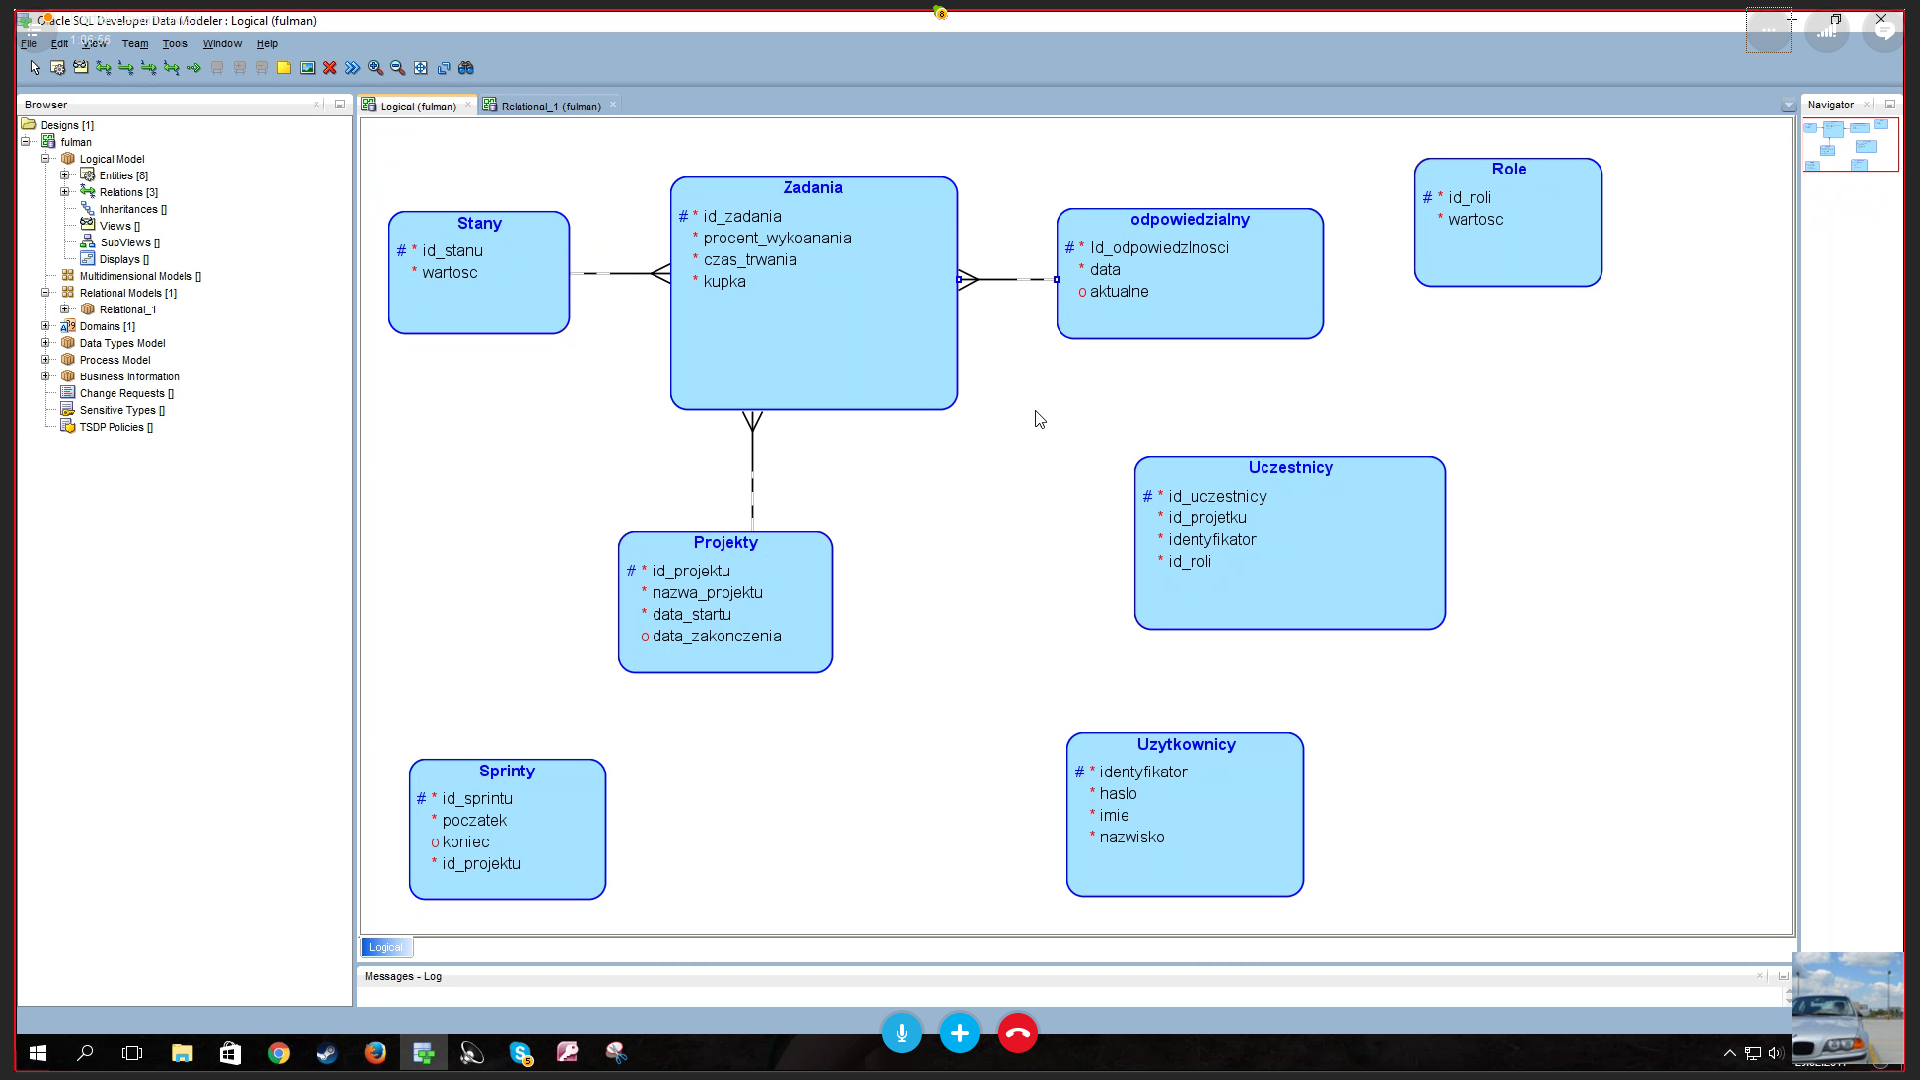 Oracle SQL Developer Data Modeler : Logical (fulman)
1:06:56
File Edit View Team Tools Window Help
Browser
Designs [1]
fulman
Logical Model
Entities [8]
Relations [3]
Inheritances []
Views []
SubViews []
Displays []
Multidimensional Models []
Relational Models [1]
Relational_1
Domains [1]
Data Types Model
Process Model
Business Information
Change Requests []
Sensitive Types []
TSDP Policies []
Logical (fulman)
Relational_1 (fulman)
Navigator
Stany
# * id_stanu
* wartosc
Zadania
# * id_zadania
* procent_wykoanania
* czas_trwania
* kupka
odpowiedzialny
# * Id_odpowiedzlnosci
* data
o aktualne
Role
# * id_roli
* wartosc
Projekty
# * id_projektu
* nazwa_projektu
* data_startu
o data_zakonczenia
Uczestnicy
# * id_uczestnicy
* id_projetku
* identyfikator
* id_roli
Sprinty
# * id_sprintu
* poczatek
o koniec
* id_projektu
Uzytkownicy
# * identyfikator
* haslo
* imie
* nazwisko
Logical
Messages - Log
5